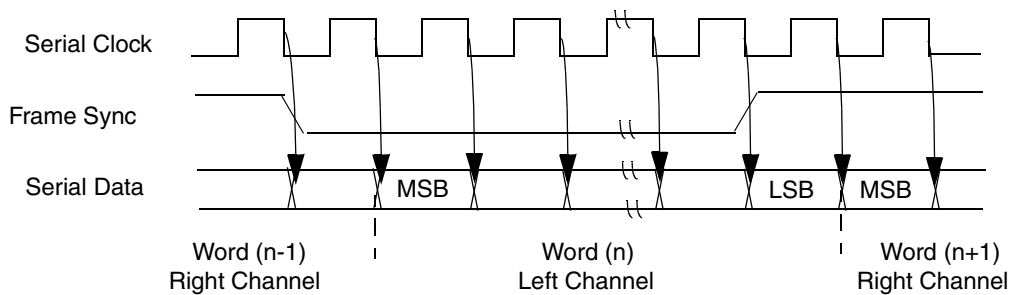 Serial Clock
Frame Sync
Serial Data
MSB
LSB
MSB
Word (n-1)
Right Channel
Word (n)
Left Channel
Word (n+1)
Right Channel